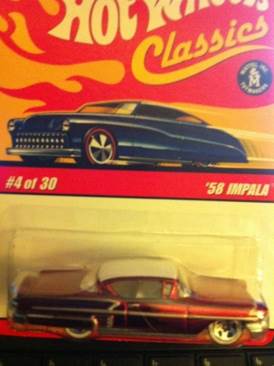 HOT WHEELS
Classics
#4 of 30
'58 IMPALA